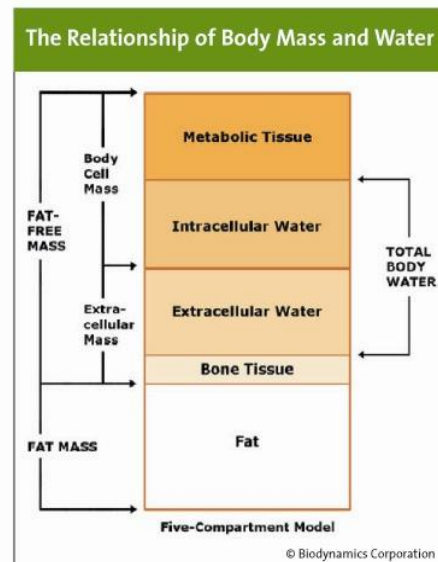 The Relationship of Body Mass and Water
Metabolic Tissue
Body
Cell
Mass
FAT-
FREE
MASS
Intracellular Water
TOTAL
BODY
WATER
Extra-
cellular
Mass
Extracellular Water
Bone Tissue
FAT MASS
Fat
Five-Compartment Model
© Biodynamics Corporation